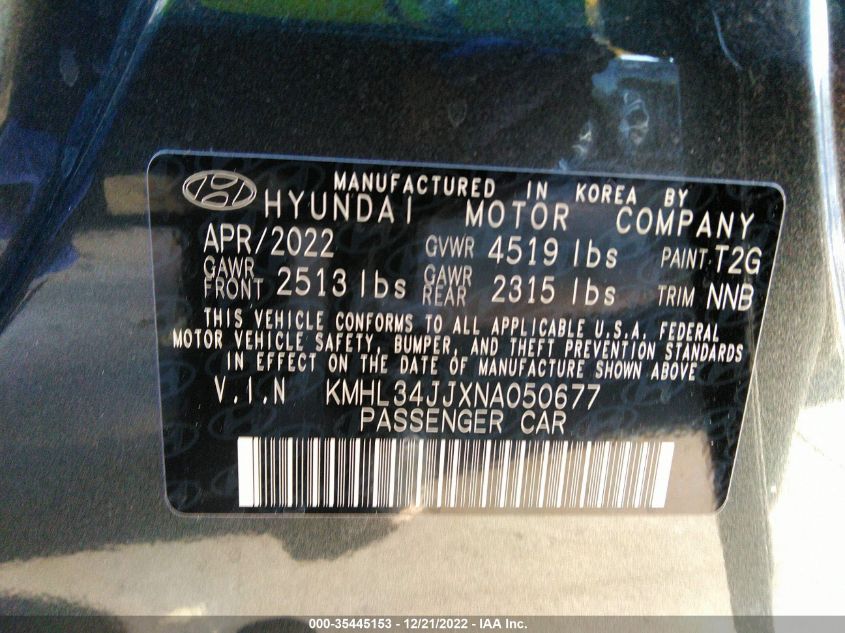 MANUFACTURED IN KOREA BY
HYUNDAI MOTOR COMPANY
APR/2022 GVWR 4519 lbs PAINT:T2G
GAWR FRONT 2513 lbs GAWR REAR 2315 lbs TRIM NNB
THIS VEHICLE CONFORMS TO ALL APPLICABLE U.S.A. FEDERAL
MOTOR VEHICLE SAFETY, BUMPER, AND THEFT PREVENTION STANDARDS
IN EFFECT ON THE DATE OF MANUFACTURE SHOWN ABOVE
V.I.N KMHL34JJXNA050677
PASSENGER CAR
000-35445153 - 12/21/2022 - IAA Inc.